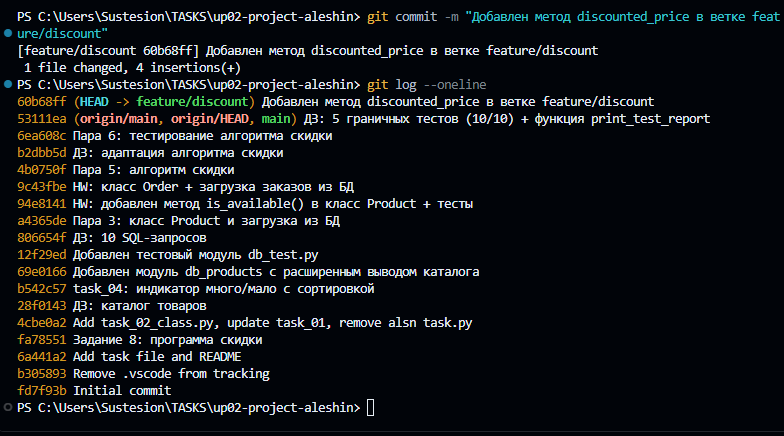 PS C:\Users\Sustesion\TASKS\up02-project-aleshin> git commit -m "Добавлен метод discounted_price в ветке feat
ure/discount"
[feature/discount 60b68ff] Добавлен метод discounted_price в ветке feature/discount
1 file changed, 4 insertions(+)
PS C:\Users\Sustesion\TASKS\up02-project-aleshin> git log --oneline
60b68ff (HEAD -> feature/discount) Добавлен метод discounted_price в ветке feature/discount
53111ea (origin/main, origin/HEAD, main) ДЗ: 5 граничных тестов (10/10) + функция print_test_report
6ea608c Пара 6: тестирование алгоритма скидки
b2dbb5d ДЗ: адаптация алгоритма скидки
4b0750f Пара 5: алгоритм скидки
9c43fbe HW: класс Order + загрузка заказов из БД
94e8141 HW: добавлен метод is_available() в класс Product + тесты
a4365de Пара 3: класс Product и загрузка из БД
806654f ДЗ: 10 SQL-запросов
12f29ed Добавлен тестовый модуль db_test.py
69e0166 Добавлен модуль db_products с расширенным выводом каталога
b542c57 task_04: индикатор много/мало с сортировкой
28f0143 ДЗ: каталог товаров
4cbe0a2 Add task_02_class.py, update task_01, remove alsn task.py
fa78551 Задание 8: программа скидки
6a441a2 Add task file and README
b305893 Remove .vscode from tracking
fd7f93b Initial commit
PS C:\Users\Sustesion\TASKS\up02-project-aleshin>